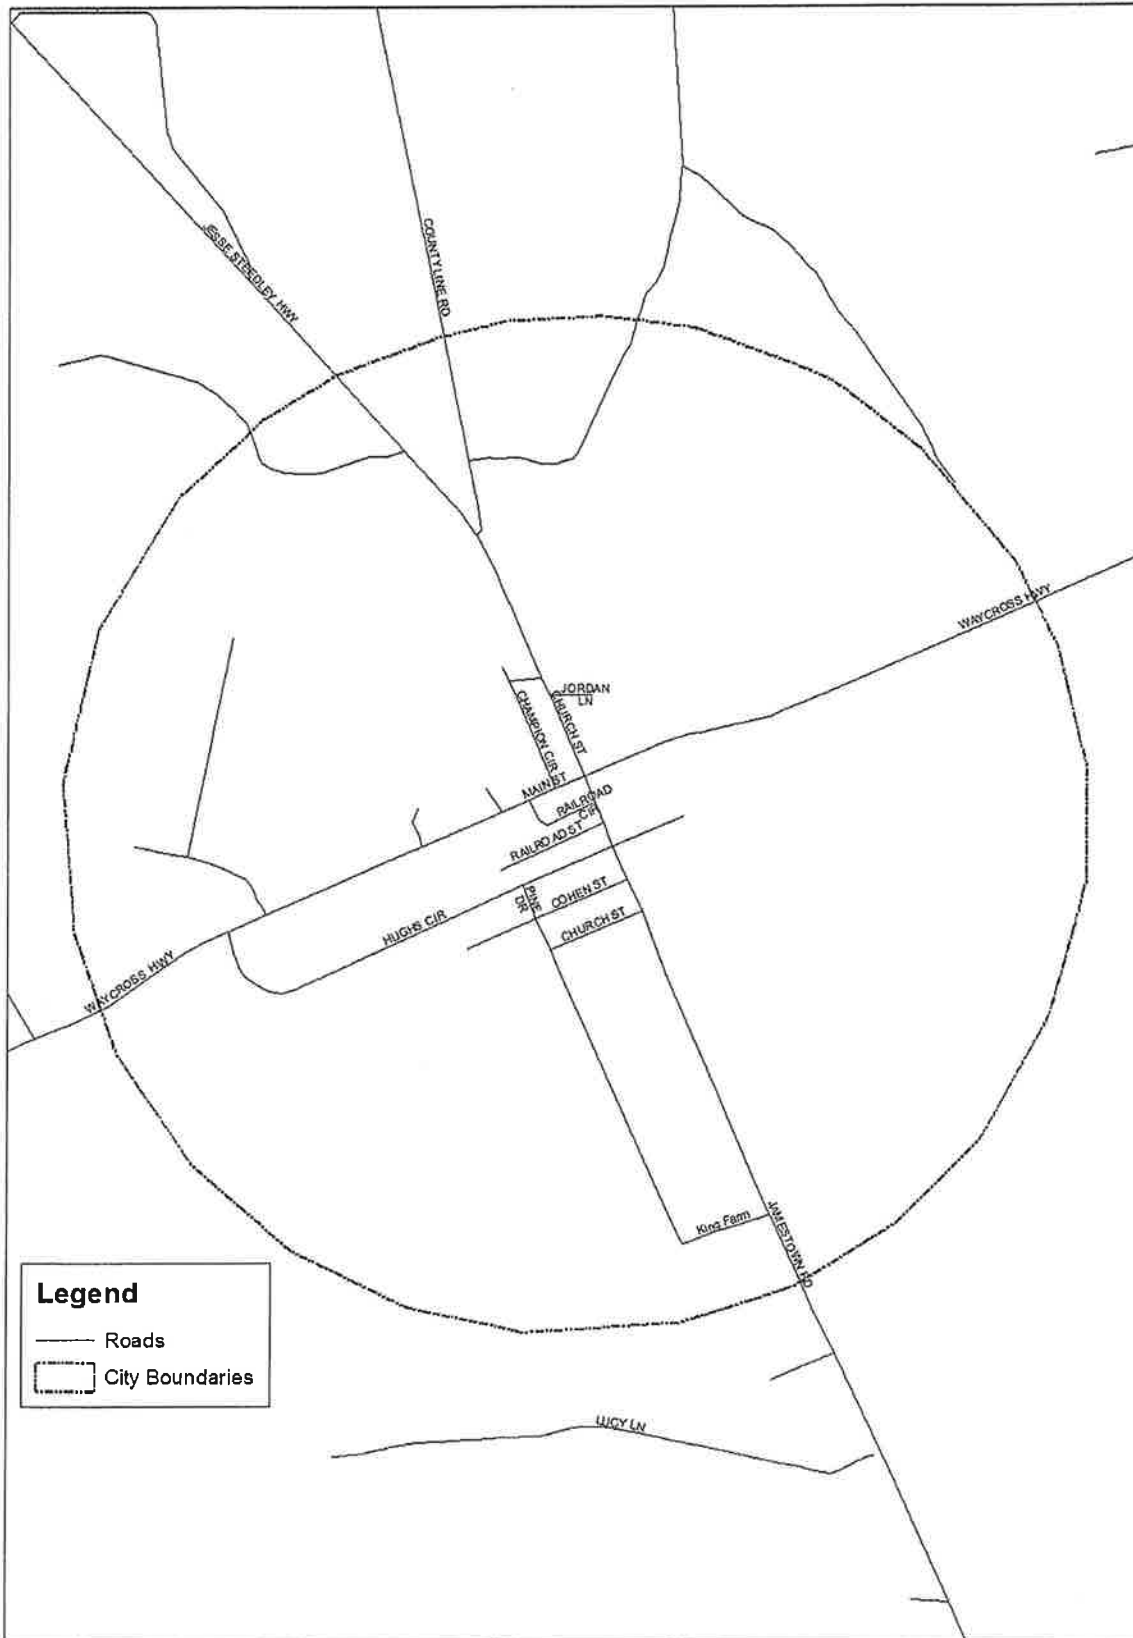 JESSE STEEDLEY HWY
COUNTY LINE RD
WAYCROSS HWY
JORDAN
LN
CHURCH ST
CHAMPION CIR
MAIN ST
RAILROAD
CIR
RAILROAD ST
PINE
DR
COHEN ST
CHURCH ST
HUGHS CIR
WAYCROSS HWY
King Farm
JAMESTOWN RD
Legend
Roads
City Boundaries
LUCY LN